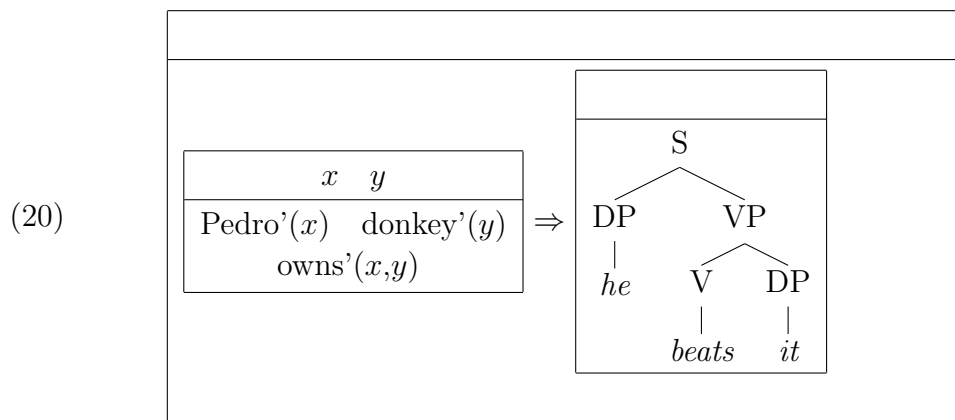 (20)
x y
Pedro’(x) donkey’(y)
owns’(x,y)
⇒
S
DP VP
he V DP
beats it